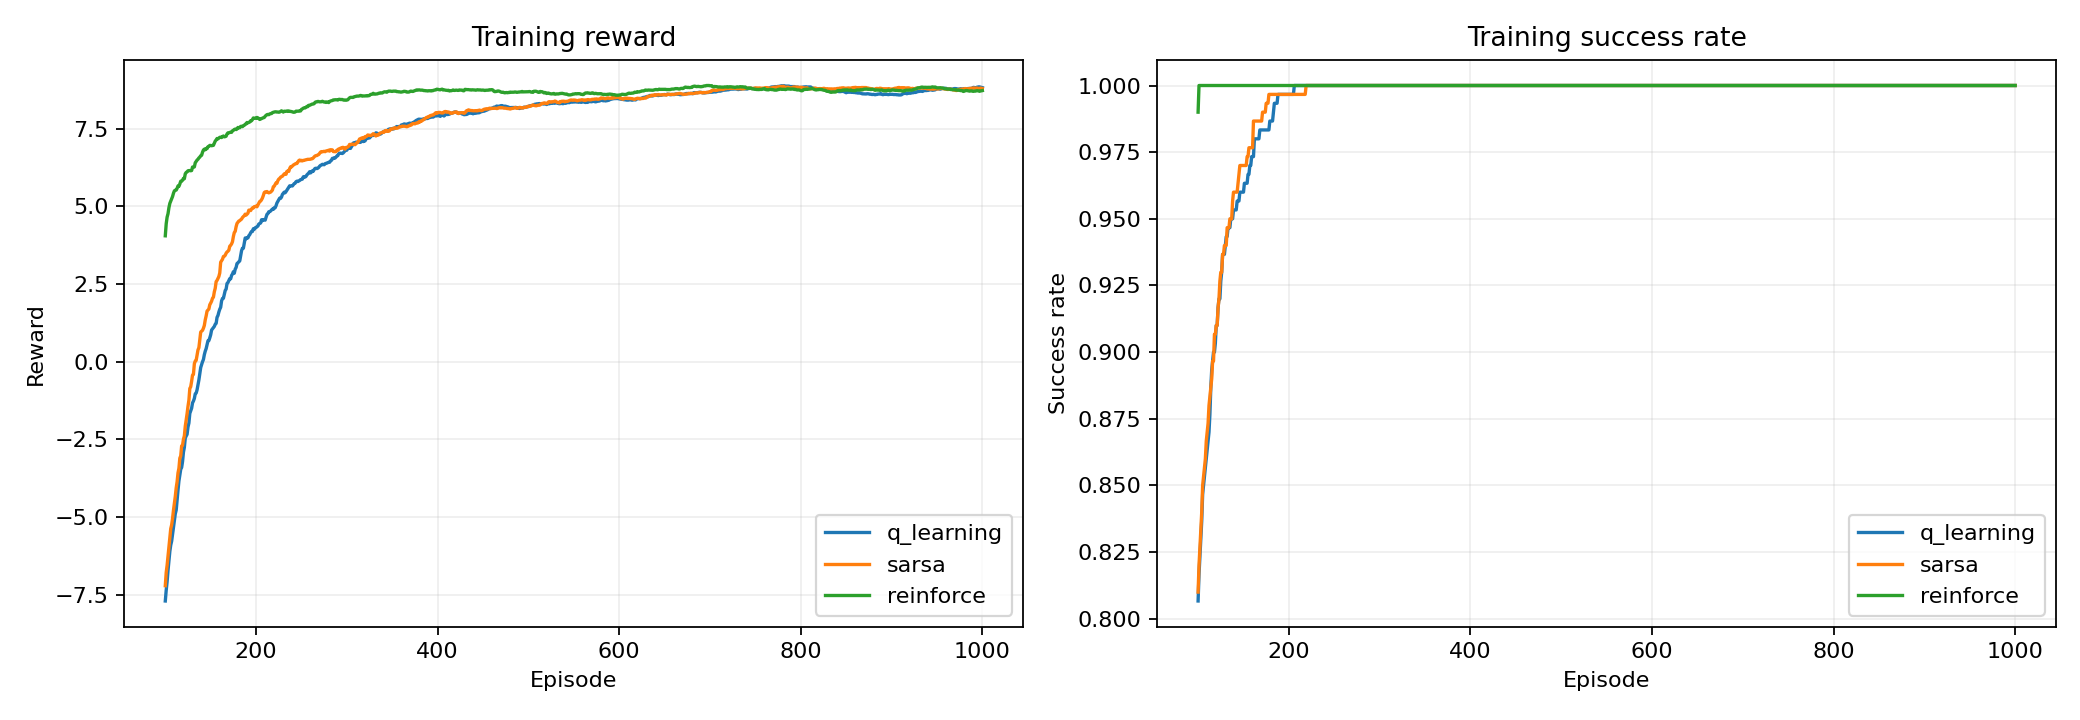 Training reward
Reward
7.5
5.0
2.5
0.0
−2.5
−5.0
−7.5
200 400 600 800 1000
Episode
q_learning
sarsa
reinforce
Training success rate
Success rate
1.000
0.975
0.950
0.925
0.900
0.875
0.850
0.825
0.800
200 400 600 800 1000
Episode
q_learning
sarsa
reinforce